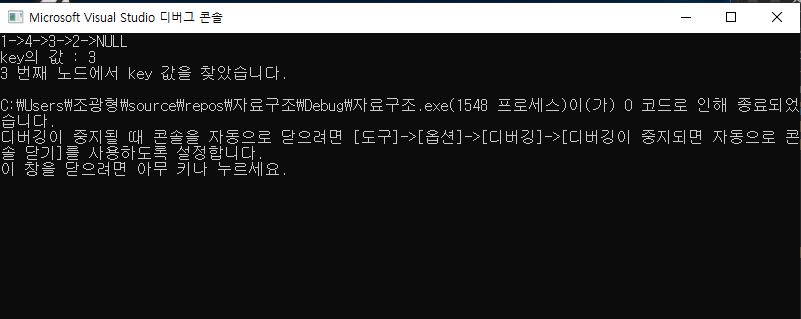 Microsoft Visual Studio 디버그 콘솔
1->4->3->2->NULL
key의 값 : 3
3 번째 노드에서 key 값을 찾았습니다.
C:₩Users₩조광형₩source₩repos₩자료구조₩Debug₩자료구조.exe(1548 프로세스)이(가) 0 코드로 인해 종료되었
습니다.
디버깅이 중지될 때 콘솔을 자동으로 닫으려면 [도구]->[옵션]->[디버깅]->[디버깅이 중지되면 자동으로 콘
솔 닫기]를 사용하도록 설정합니다.
이 창을 닫으려면 아무 키나 누르세요.